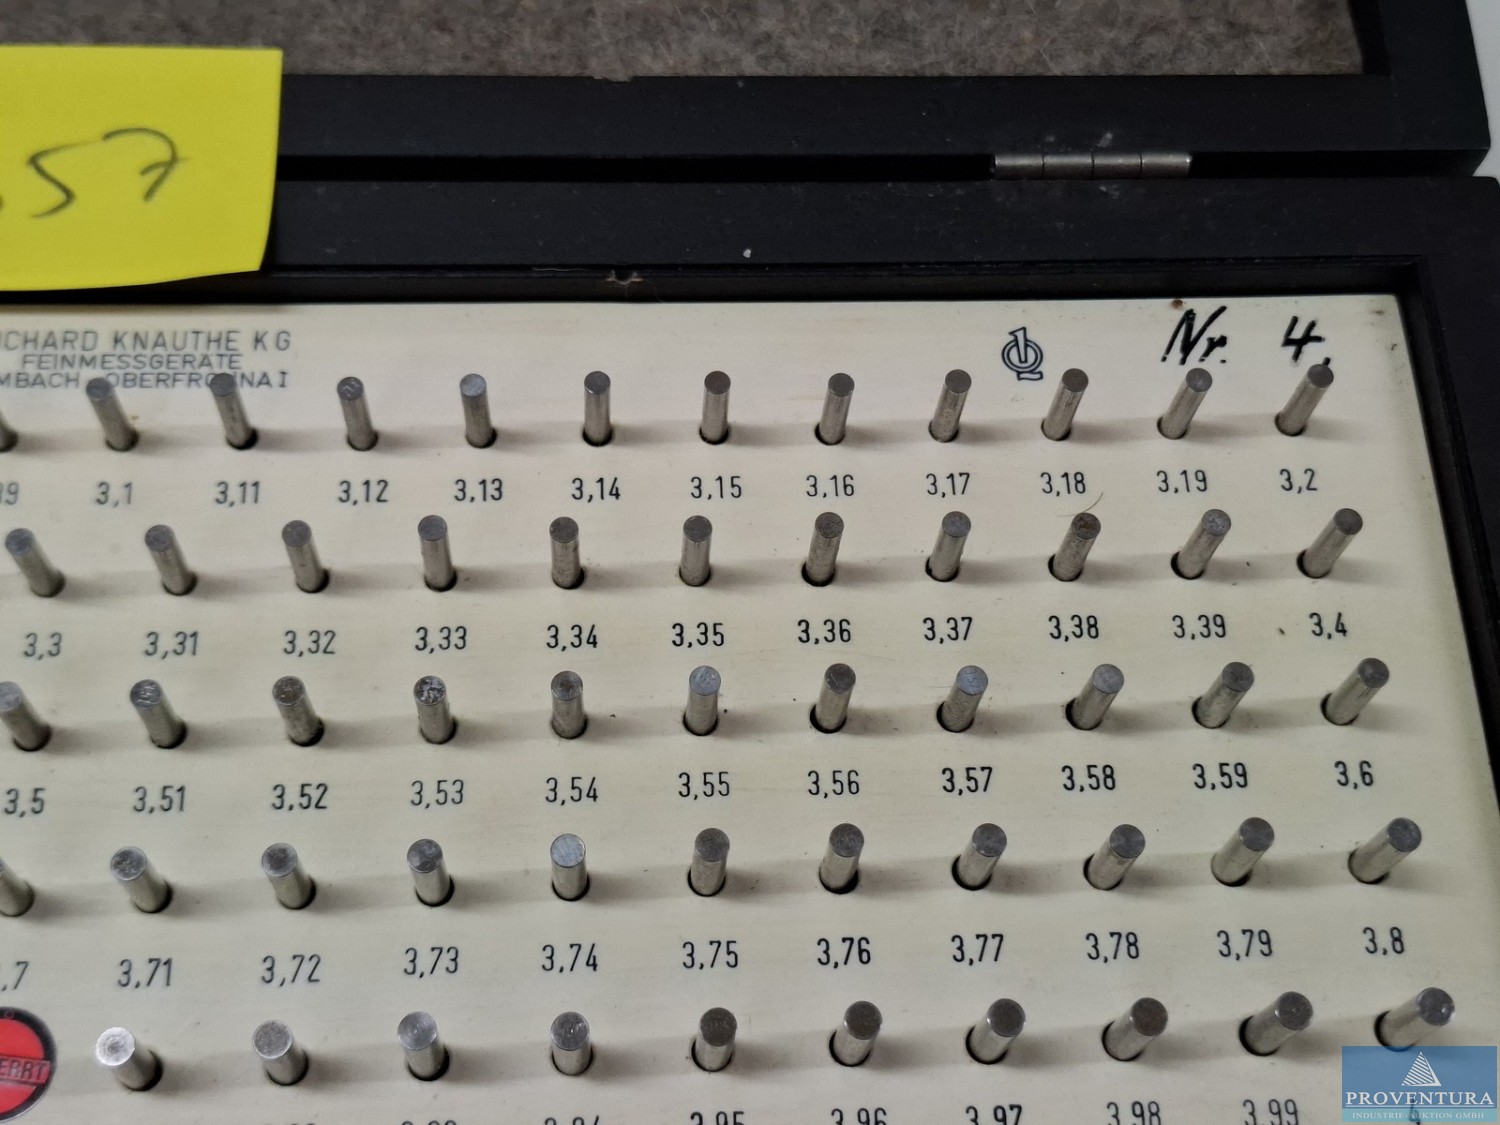 57
KNAUTHE KG
FEINMESSGERÄTE
Nr. 4.
3,1 3,11 3,12 3,13 3,14 3,15 3,16 3,17 3,18 3,19 3,2
3,3 3,31 3,32 3,33 3,34 3,35 3,36 3,37 3,38 3,39 3,4
3,5 3,51 3,52 3,53 3,54 3,55 3,56 3,57 3,58 3,59 3,6
3,71 3,72 3,73 3,74 3,75 3,76 3,77 3,78 3,79 3,8
3,95 3,96 3,97 3,98 3,99
PROVENTURA
INDUSTRIE-AUKTION GMBH